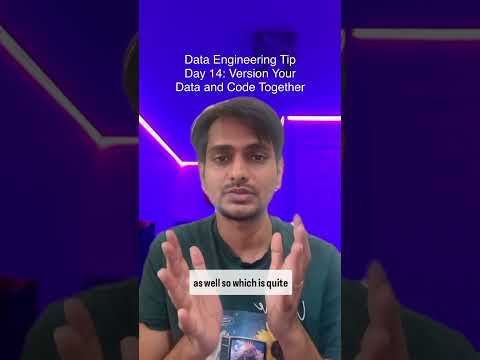 Data Engineering Tip
Day 14: Version Your
Data and Code Together
as well so which is quite